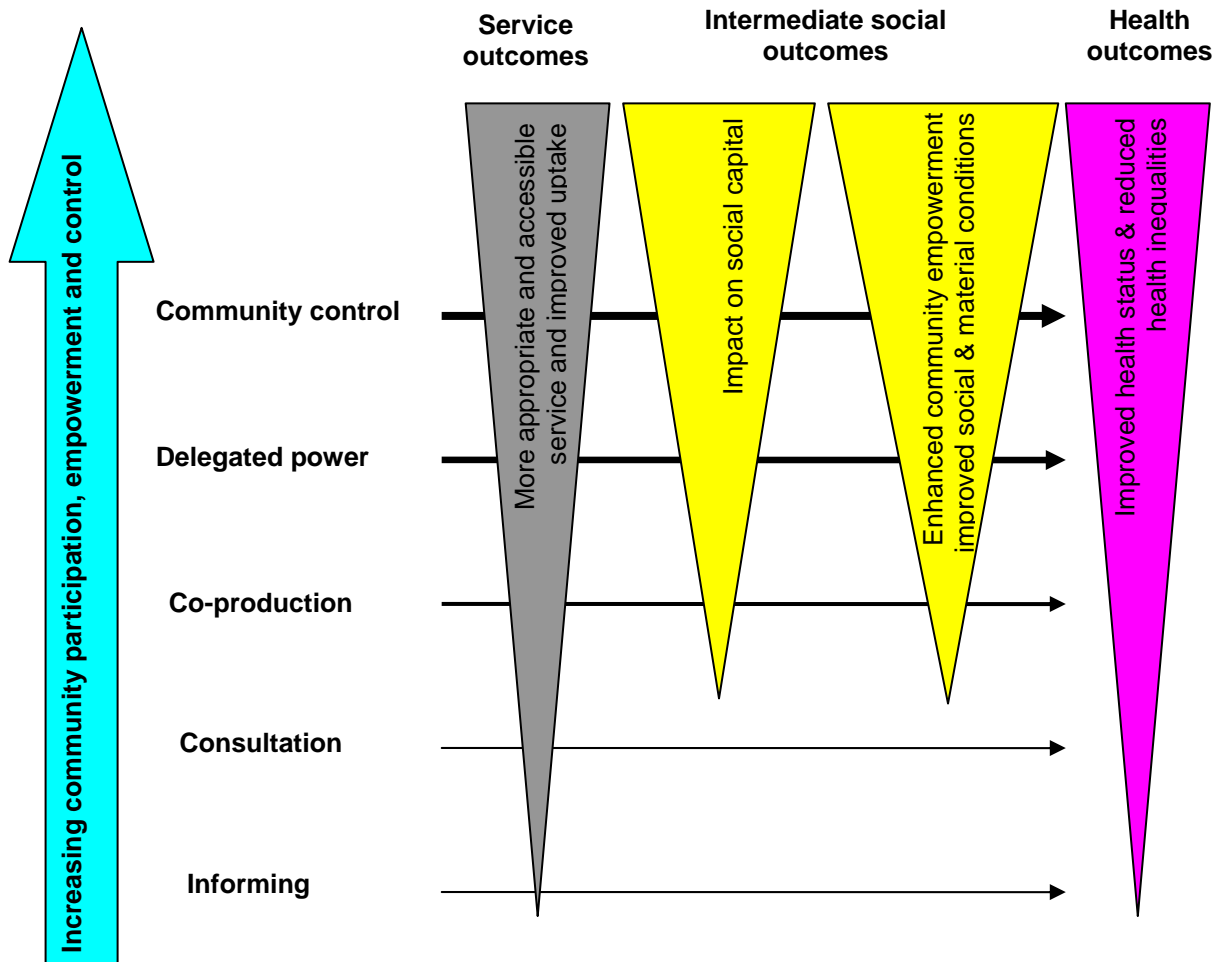 Service
outcomes
Intermediate social
outcomes
Health
outcomes
Increasing community participation, empowerment and control
More appropriate and accessible
service and improved uptake
Impact on social capital
Enhanced community empowerment
improved social & material conditions
Improved health status & reduced
health inequalities
Community control
Delegated power
Co-production
Consultation
Informing